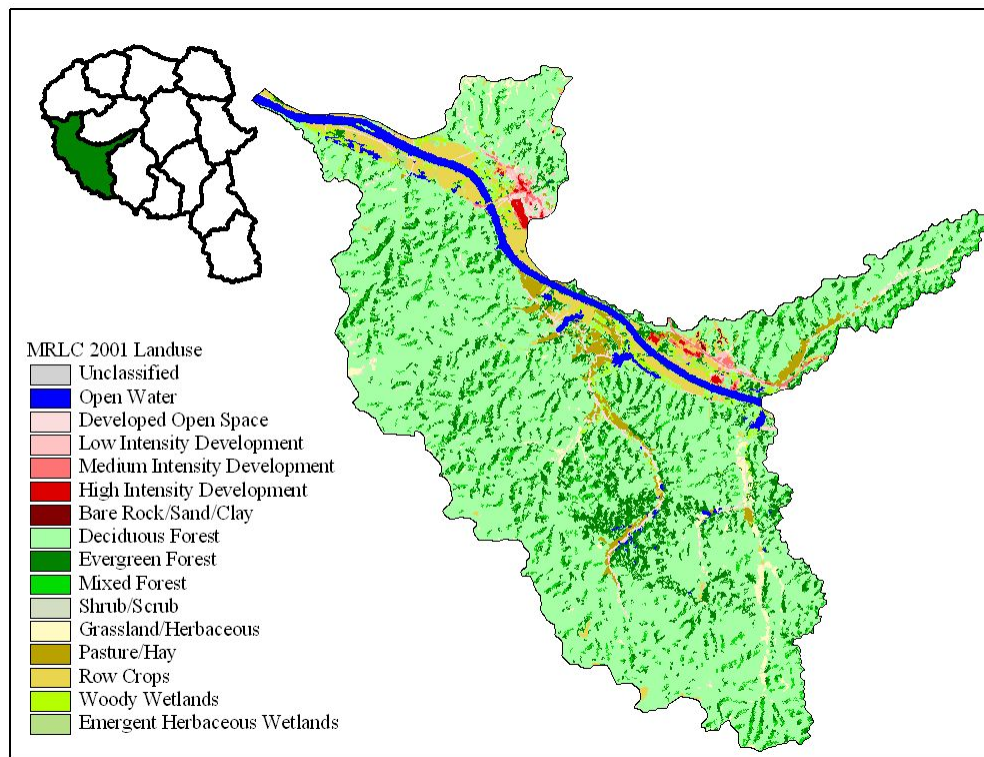 MRLC 2001 Landuse
Unclassified
Open Water
Developed Open Space
Low Intensity Development
Medium Intensity Development
High Intensity Development
Bare Rock/Sand/Clay
Deciduous Forest
Evergreen Forest
Mixed Forest
Shrub/Scrub
Grassland/Herbaceous
Pasture/Hay
Row Crops
Woody Wetlands
Emergent Herbaceous Wetlands